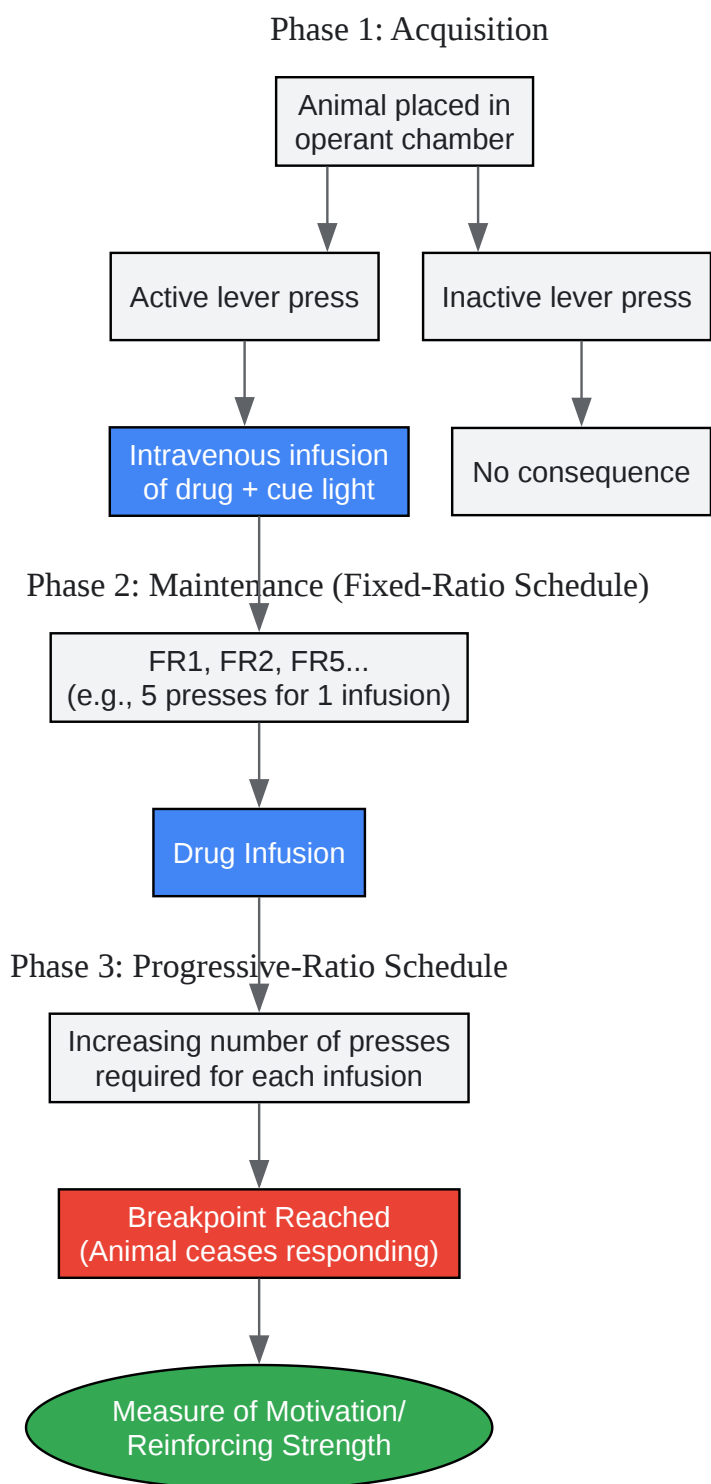 Phase 1: Acquisition
Animal placed in
operant chamber
Active lever press
Inactive lever press
Intravenous infusion
of drug + cue light
No consequence
Phase 2: Maintenance (Fixed-Ratio Schedule)
FR1, FR2, FR5...
(e.g., 5 presses for 1 infusion)
Drug Infusion
Phase 3: Progressive-Ratio Schedule
Increasing number of presses
required for each infusion
Breakpoint Reached
(Animal ceases responding)
Measure of Motivation/
Reinforcing Strength